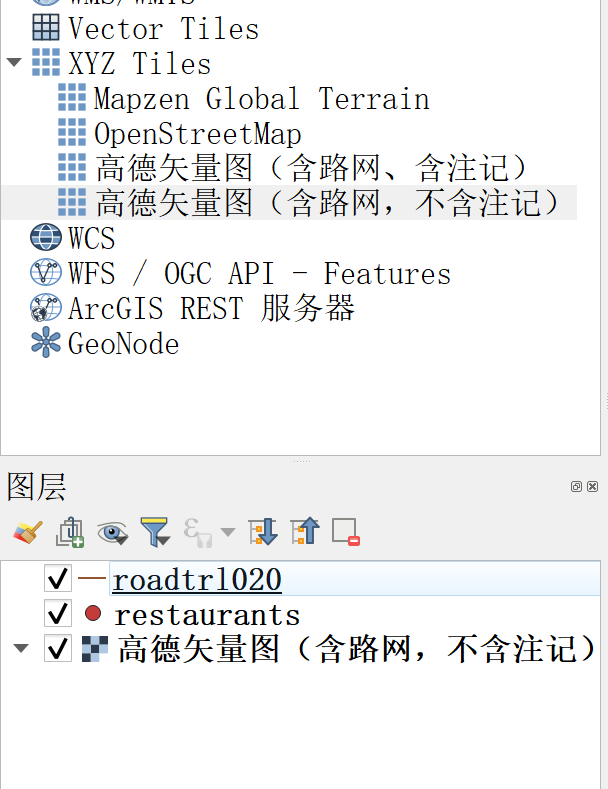 WMS/WMTS
Vector Tiles
XYZ Tiles
Mapzen Global Terrain
OpenStreetMap
高德矢量图（含路网、含注记）
高德矢量图（含路网，不含注记）
WCS
WFS / OGC API - Features
ArcGIS REST 服务器
GeoNode
图层
roadtrl020
restaurants
高德矢量图（含路网，不含注记）